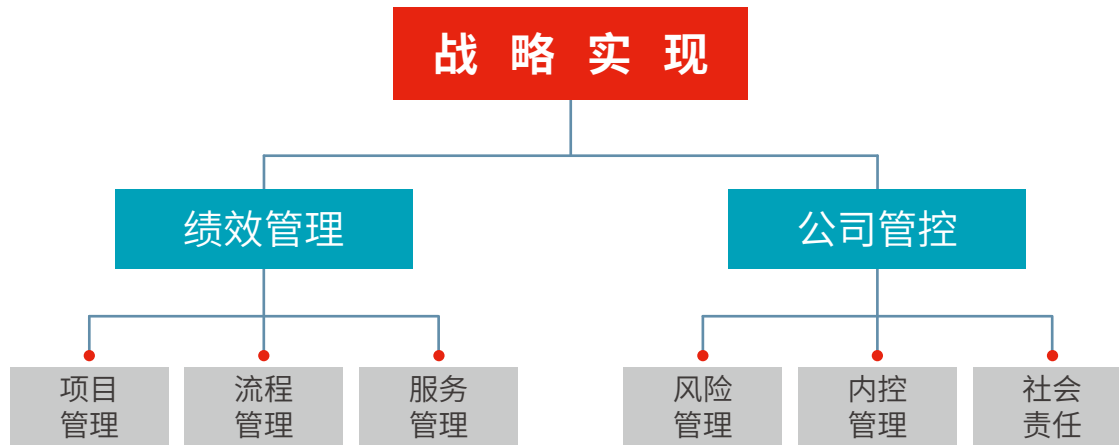 战略实现
绩效管理
公司管控
项目
管理
流程
管理
服务
管理
风险
管理
内控
管理
社会
责任